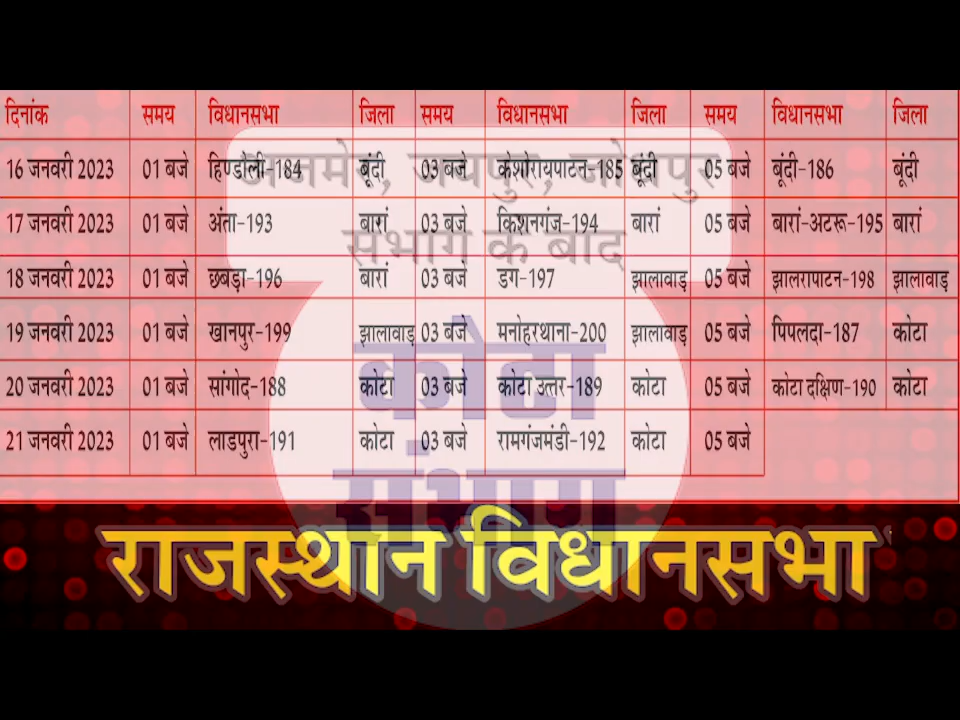 दिनांक समय विधानसभा जिला समय विधानसभा जिला समय विधानसभा जिला
16 जनवरी 2023 01 बजे हिण्डौली-184 बूंदी 03 बजे केशोरायपाटन-185 बूंदी 05 बजे बूंदी-186 बूंदी
17 जनवरी 2023 01 बजे अंता-193 बारां 03 बजे किशनगंज-194 बारां 05 बजे बारां-अटरू-195 बारां
18 जनवरी 2023 01 बजे छबड़ा-196 बारां 03 बजे डग-197 झालावाड़ 05 बजे झालरापाटन-198 झालावाड़
19 जनवरी 2023 01 बजे खानपुर-199 झालावाड़ 03 बजे मनोहरथाना-200 झालावाड़ 05 बजे पिपलदा-187 कोटा
20 जनवरी 2023 01 बजे सांगोद-188 कोटा 03 बजे कोटा उत्तर-189 कोटा 05 बजे कोटा दक्षिण-190 कोटा
21 जनवरी 2023 01 बजे लाडपुरा-191 कोटा 03 बजे रामगंजमंडी-192 कोटा 05 बजे
अजमेर, जयपुर, जोधपुर
संभाग के बाद
कोटा
संभाग
राजस्थान विधानसभा